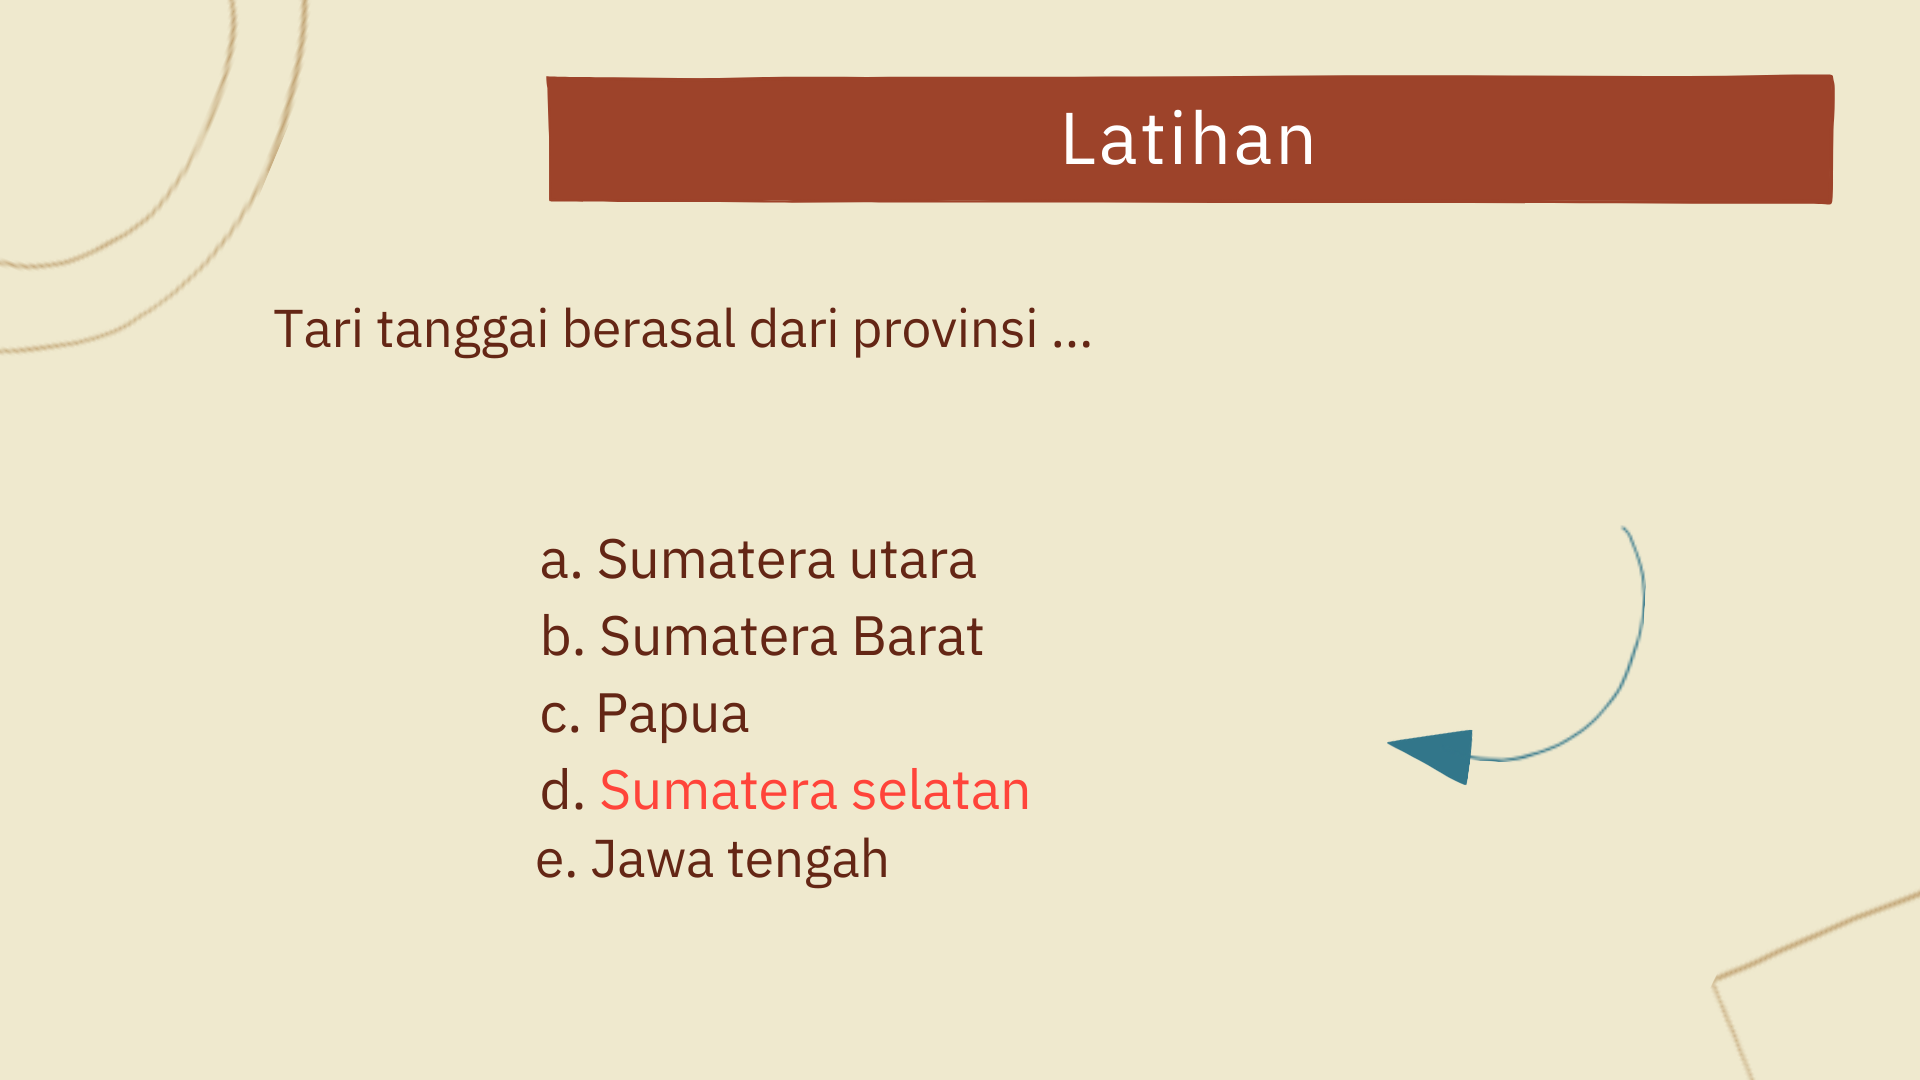 Latihan
Tari tanggai berasal dari provinsi ...
a. Sumatera utara
b. Sumatera Barat
c. Papua
d. Sumatera selatan
e. Jawa tengah